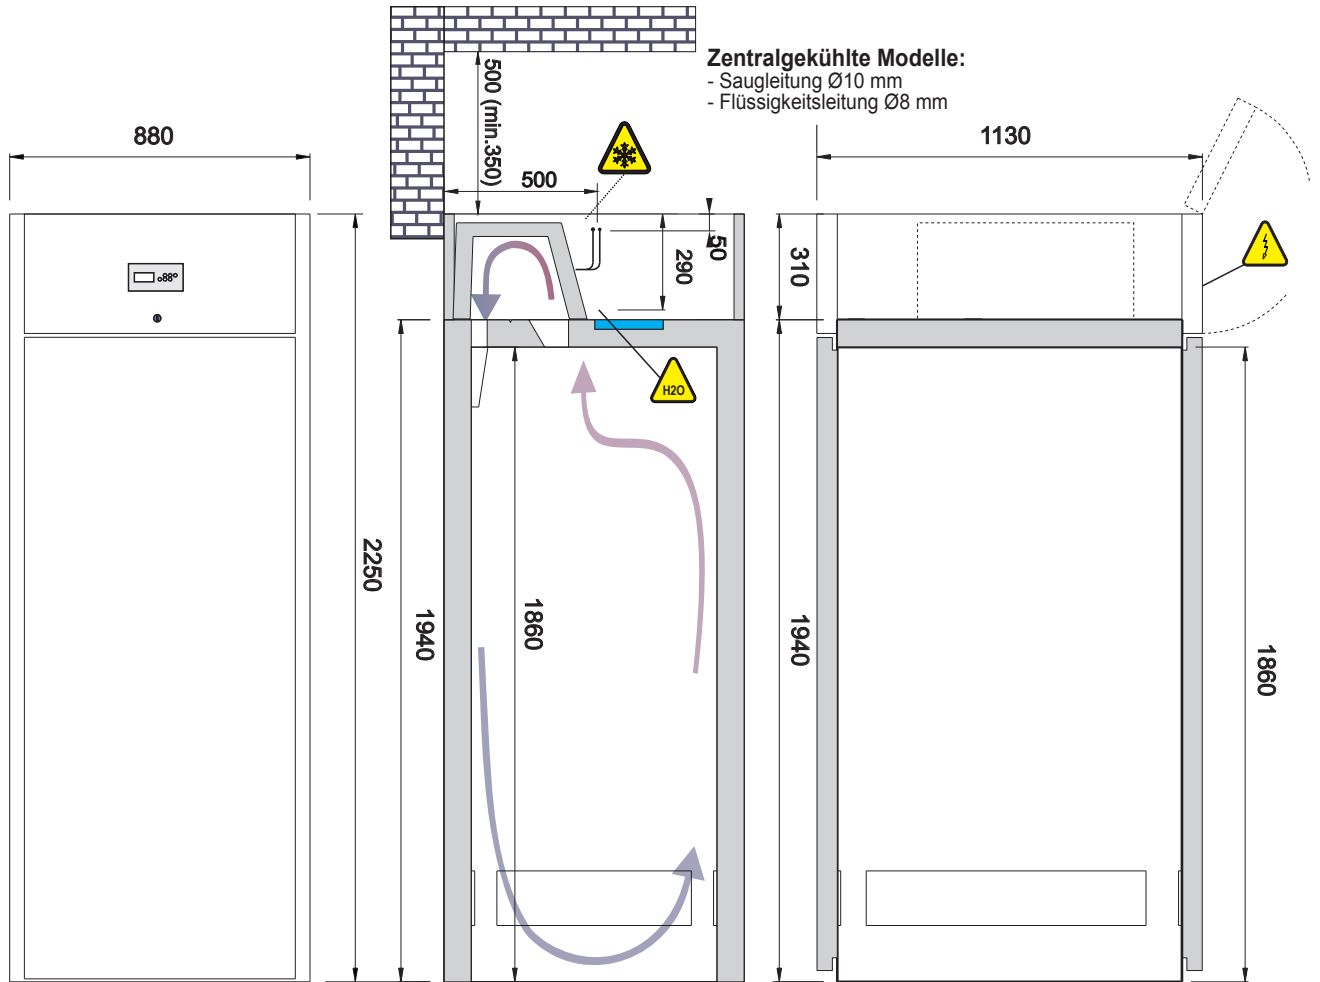 Zentralgekühlte Modelle:
- Saugleitung Ø10 mm
- Flüssigkeitsleitung Ø8 mm
880
500 (min.350)
500
1130
50
290
310
88°
H2O
2250
1940
1860
1940
1860